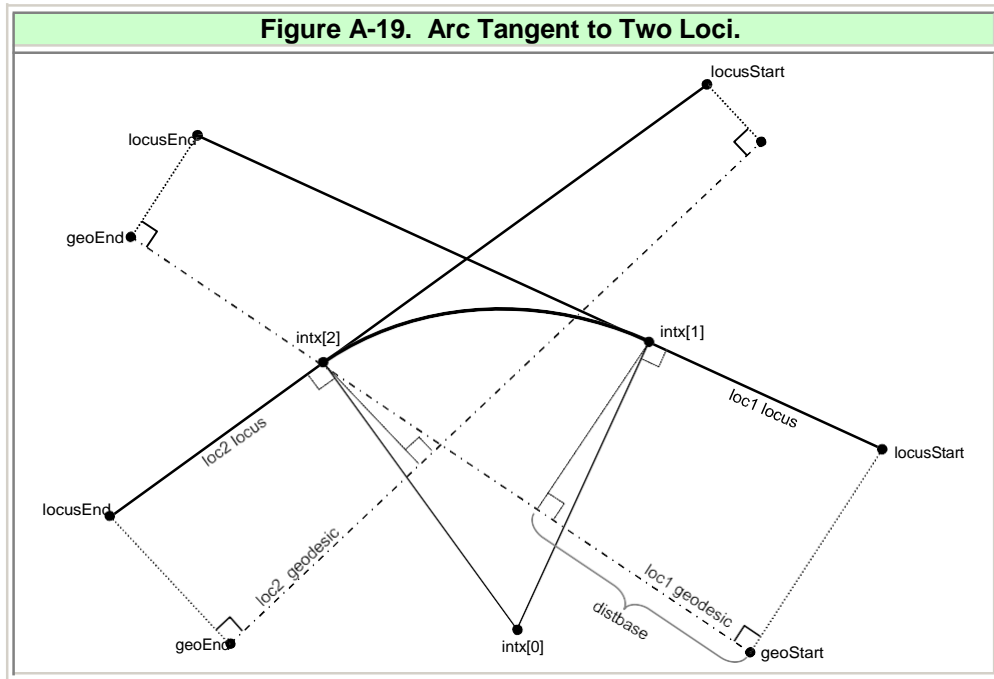 Figure A-19. Arc Tangent to Two Loci.
locusStart
locusEnd
geoEnd
intx[2]
intx[1]
loc1 locus
loc2 locus
locusStart
locusEnd
loc2 geodesic
loc1 geodesic
distbase
geoEnd
intx[0]
geoStart